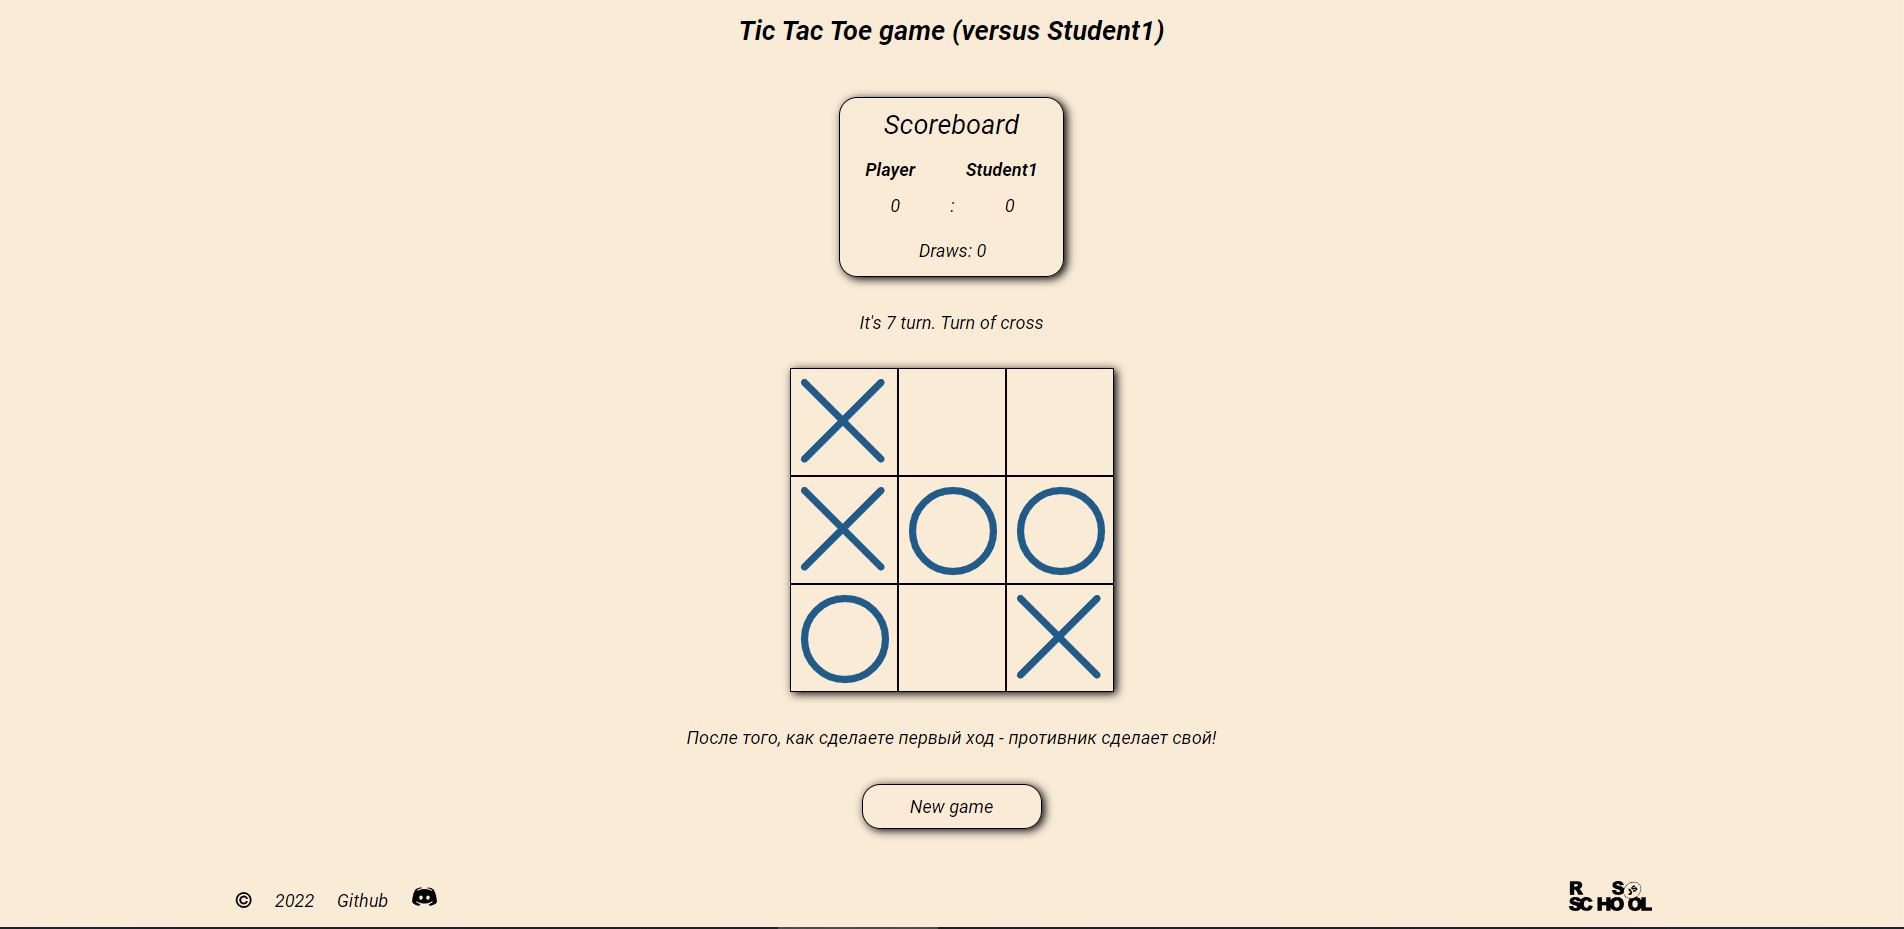 Tic Tac Toe game (versus Student1)
Scoreboard
Player Student1
0 : 0
Draws: 0
It's 7 turn. Turn of cross
После того, как сделаете первый ход - противник сделает свой!
New game
© 2022 Github
R S JS
SCHOOL